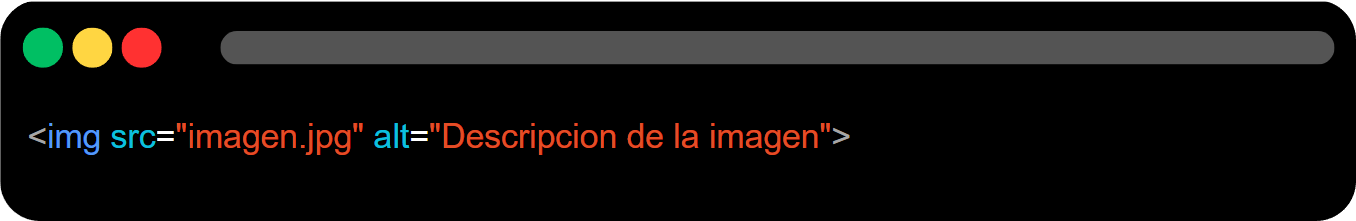 <img src="imagen.jpg" alt="Descripcion de la imagen">